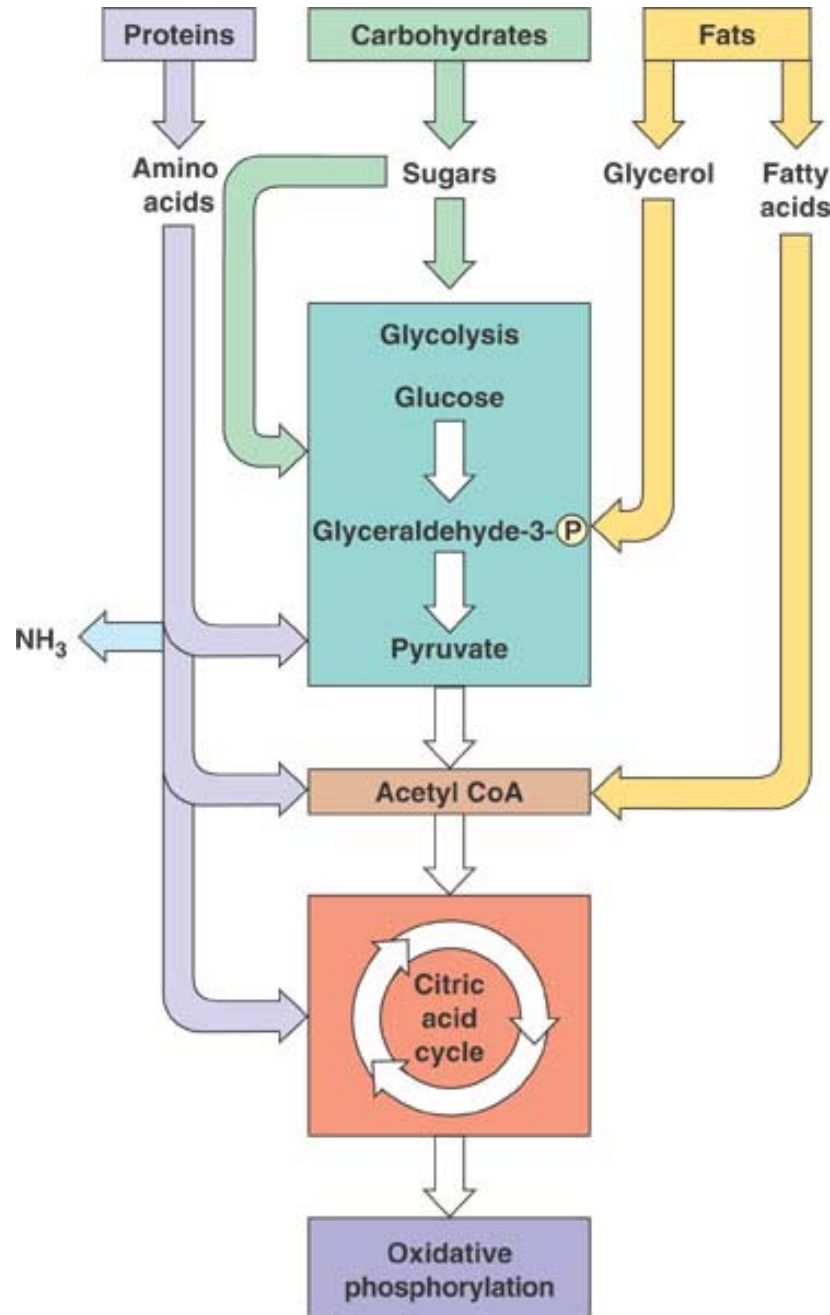 Proteins
Carbohydrates
Fats
Amino
acids
Sugars
Glycerol
Fatty
acids
Glycolysis
Glucose
Glyceraldehyde-3-P
NH₃
Pyruvate
Acetyl CoA
Citric
acid
cycle
Oxidative
phosphorylation